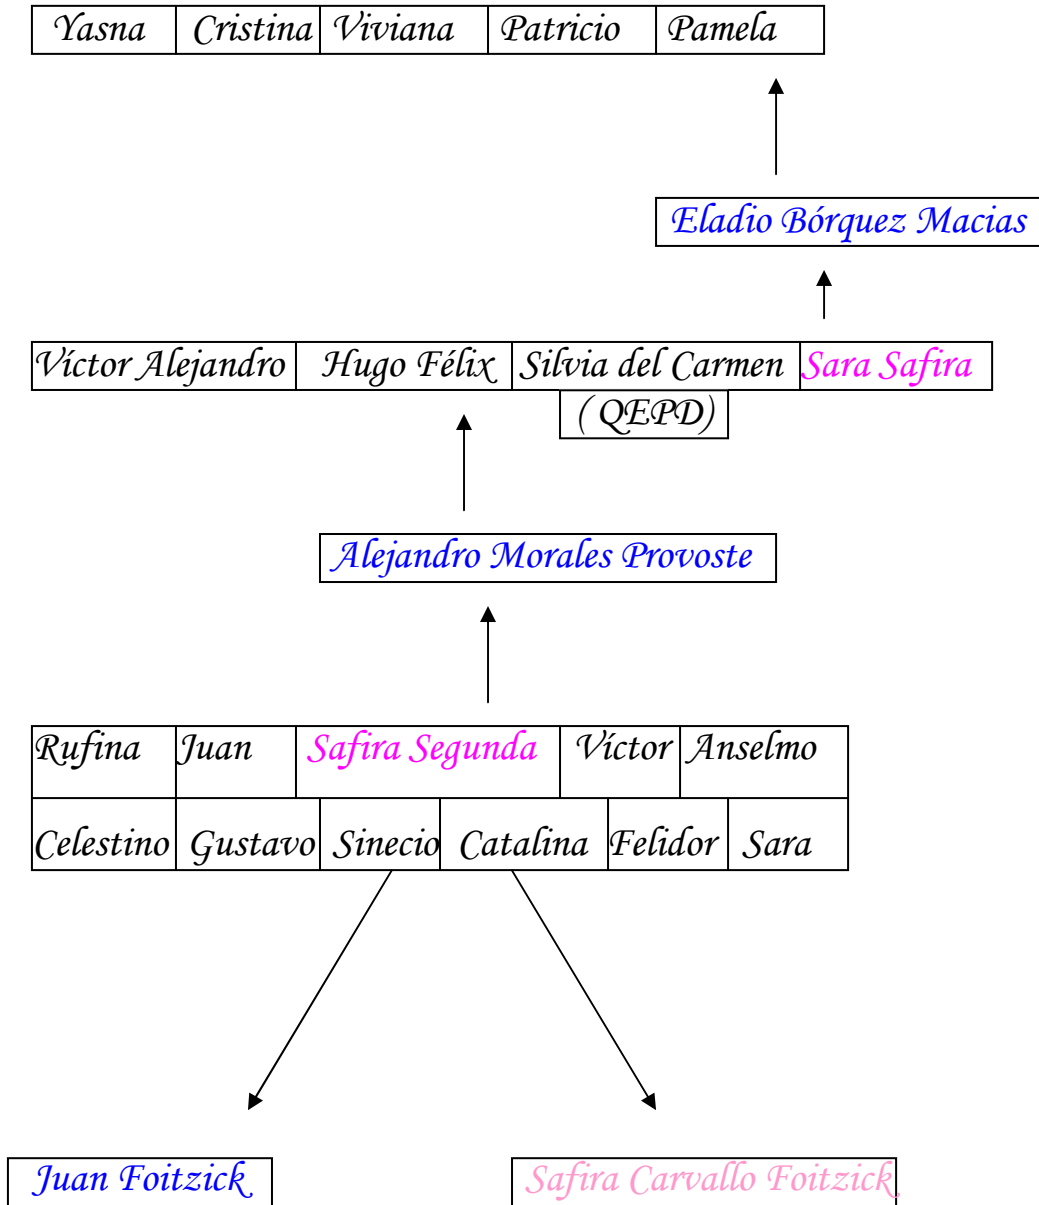 Yasna Cristina Viviana Patricio Pamela
Eladio Bórquez Macias
Víctor Alejandro Hugo Félix Silvia del Carmen Sara Safira
( QEPD)
Alejandro Morales Provoste
Rufina Juan Safira Segunda Víctor Anselmo
Celestino Gustavo Sinecio Catalina Felidor Sara
Juan Foitzick Safira Carvallo Foitzick